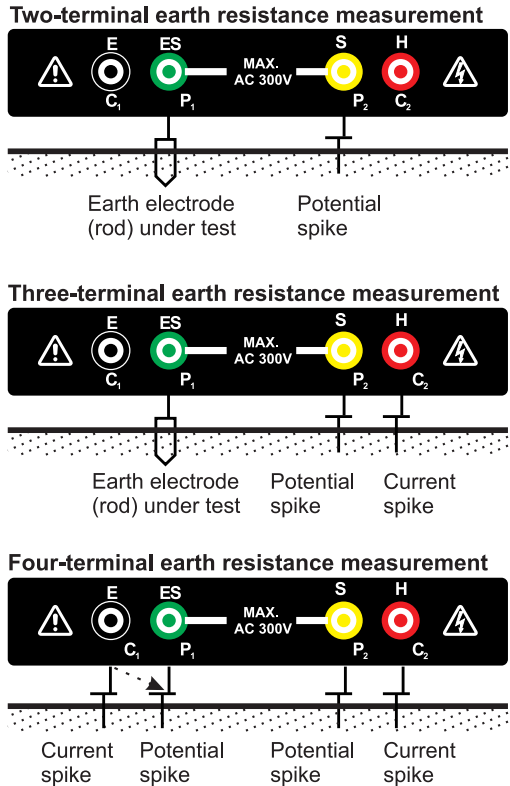 Two-terminal earth resistance measurement
E ES S H
MAX.
AC 300V
C₁ P₁ P₂ C₂
Earth electrode Potential
(rod) under test spike
Three-terminal earth resistance measurement
E ES S H
MAX.
AC 300V
C₁ P₁ P₂ C₂
Earth electrode Potential Current
(rod) under test spike spike
Four-terminal earth resistance measurement
E ES S H
MAX.
AC 300V
C₁ P₁ P₂ C₂
Current Potential Potential Current
spike spike spike spike